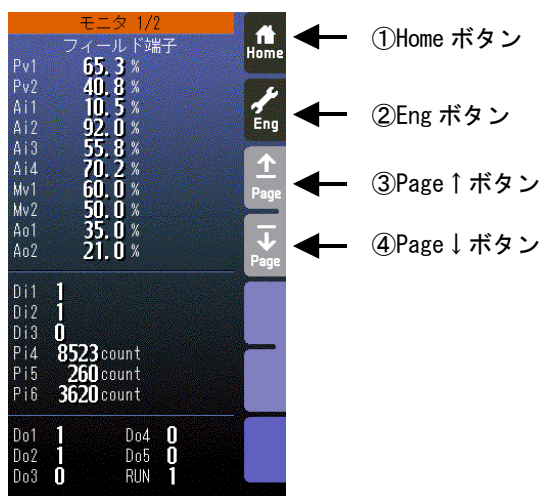 モニタ 1/2
フィールド端子
Pv1 65.3 %
Pv2 40.8 %
Ai1 10.5 %
Ai2 92.0 %
Ai3 55.8 %
Ai4 70.2 %
Mv1 60.0 %
Mv2 50.0 %
Ao1 35.0 %
Ao2 21.0 %
Di1 1
Di2 1
Di3 0
Pi4 8523 count
Pi5 260 count
Pi6 3620 count
Do1 1 Do4 0
Do2 1 Do5 0
Do3 0 RUN 1
Home
Eng
Page
Page
①Home ボタン
②Eng ボタン
③Page↑ボタン
④Page↓ボタン